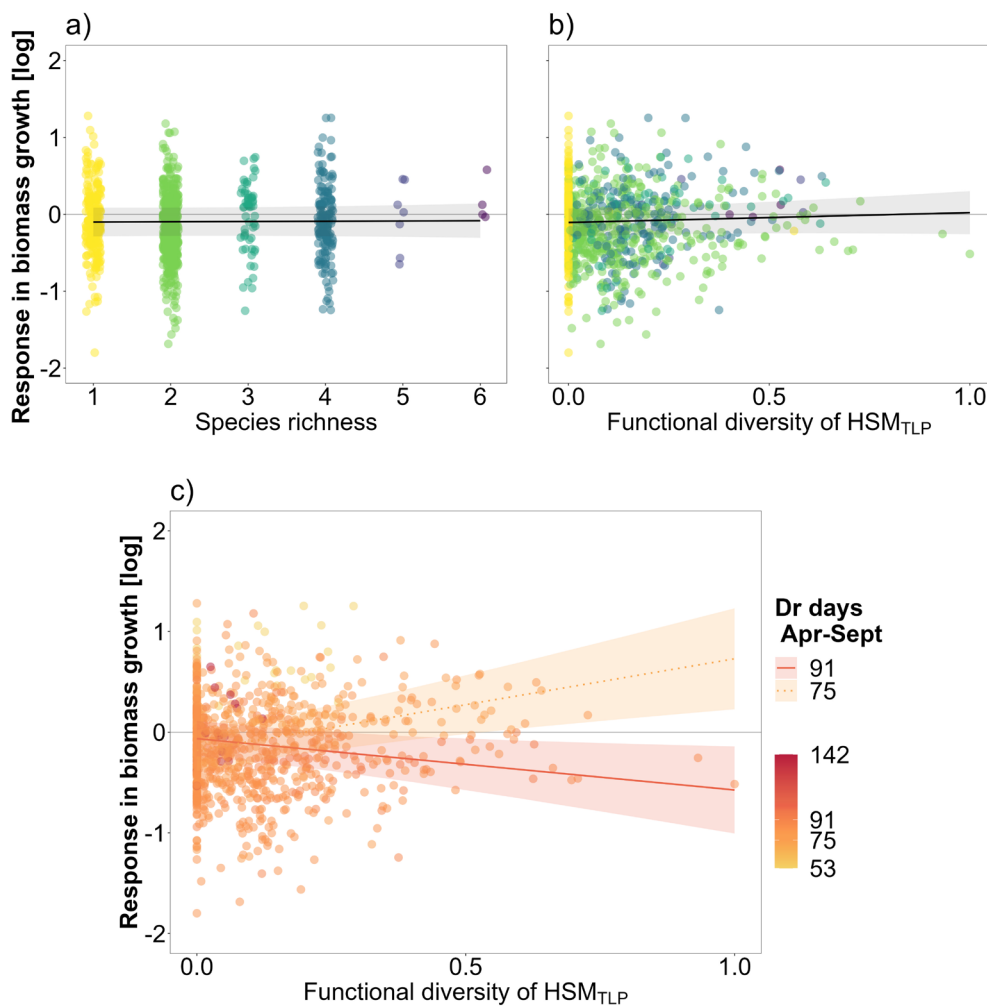 a)
b)
Response in biomass growth [log]
2
1
0
-1
-2
1 2 3 4 5 6
Species richness
0.0 0.5 1.0
Functional diversity of HSM_TLP
c)
Response in biomass growth [log]
2
1
0
-1
-2
0.0 0.5 1.0
Functional diversity of HSM_TLP
Dr days
Apr-Sept
91
75
142
91
75
53